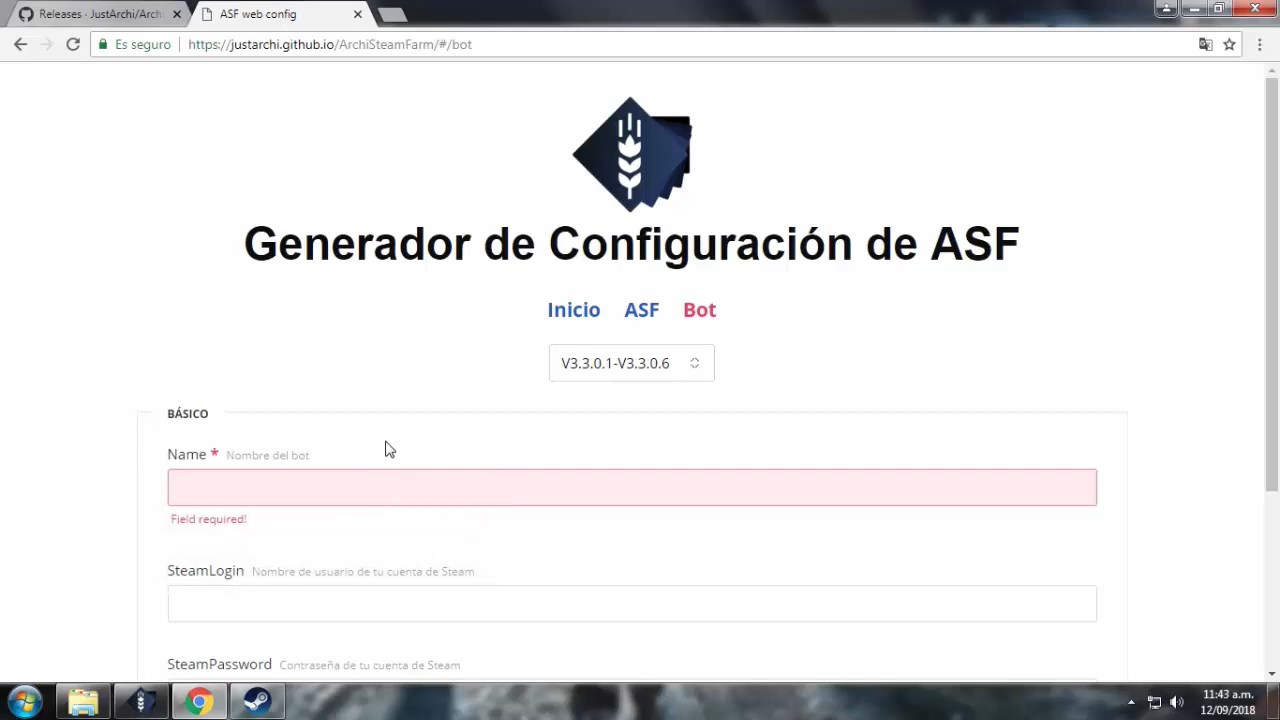 Releases · JustArchi/Arch
ASF web config
Es seguro
https://justarchi.github.io/ArchiSteamFarm/#/bot
Generador de Configuración de ASF
Inicio ASF Bot
V3.3.0.1-V3.3.0.6
BÁSICO
Name * Nombre del bot
Field required!
SteamLogin Nombre de usuario de tu cuenta de Steam
SteamPassword Contraseña de tu cuenta de Steam
11:43 a.m.
12/09/2018